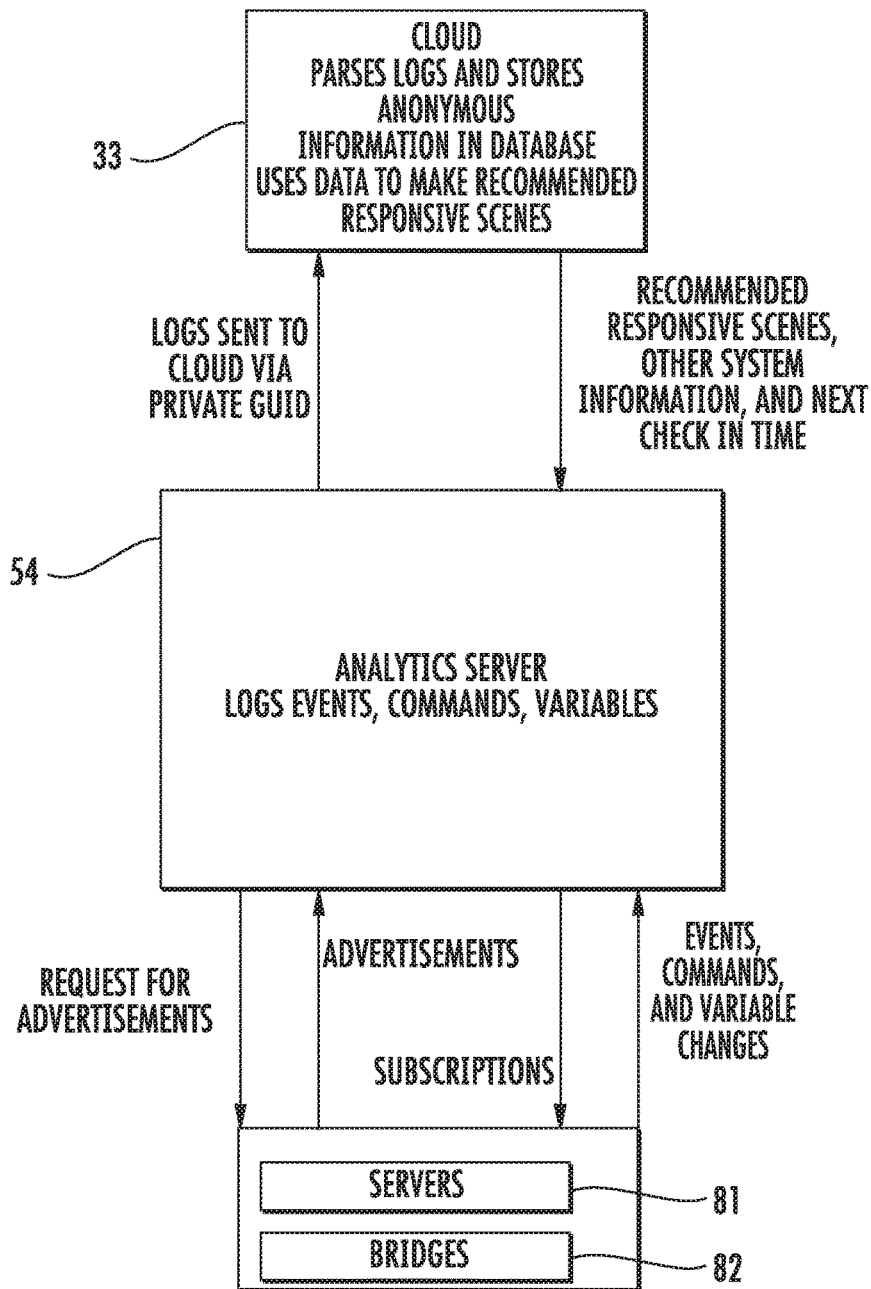 CLOUD
PARSES LOGS AND STORES
ANONYMOUS
INFORMATION IN DATABASE
USES DATA TO MAKE RECOMMENDED
RESPONSIVE SCENES
33
LOGS SENT TO
CLOUD VIA
PRIVATE GUID
RECOMMENDED
RESPONSIVE SCENES,
OTHER SYSTEM
INFORMATION, AND NEXT
CHECK IN TIME
54
ANALYTICS SERVER
LOGS EVENTS, COMMANDS, VARIABLES
REQUEST FOR
ADVERTISEMENTS
ADVERTISEMENTS
SUBSCRIPTIONS
EVENTS,
COMMANDS,
AND VARIABLE
CHANGES
SERVERS
81
BRIDGES
82